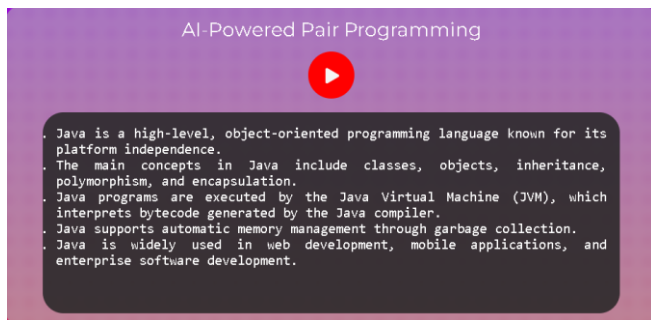 AI-Powered Pair Programming
. Java is a high-level, object-oriented programming language known for its
platform independence.
. The main concepts in Java include classes, objects, inheritance,
polymorphism, and encapsulation.
. Java programs are executed by the Java Virtual Machine (JVM), which
interprets bytecode generated by the Java compiler.
. Java supports automatic memory management through garbage collection.
. Java is widely used in web development, mobile applications, and
enterprise software development.